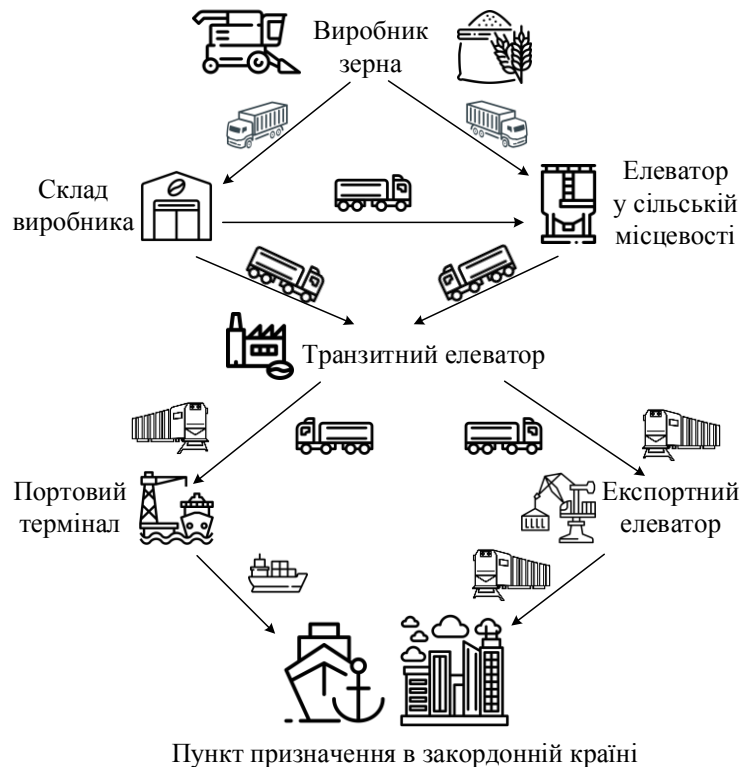 Виробник
зерна
Склад
виробника
Елеватор
у сільській
місцевості
Транзитний елеватор
Портовий
термінал
Експортний
елеватор
Пункт призначення в закордонній країні